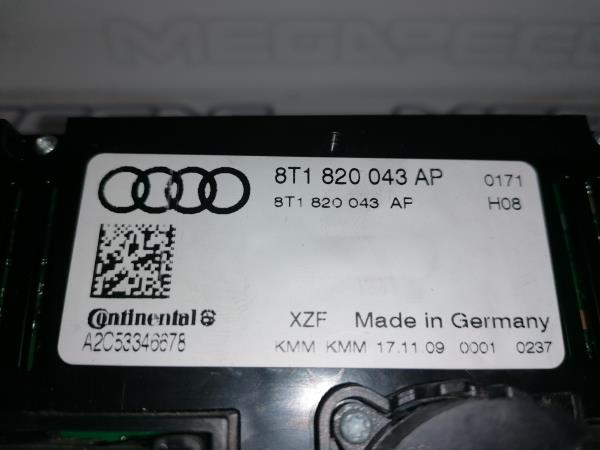 MEGAPEÇA
8T1 820 043 AP 0171
8T1 820 043 AP H08
Continental
XZF Made in Germany
A2C53346678
KMM KMM 17.11.09 0001 0237